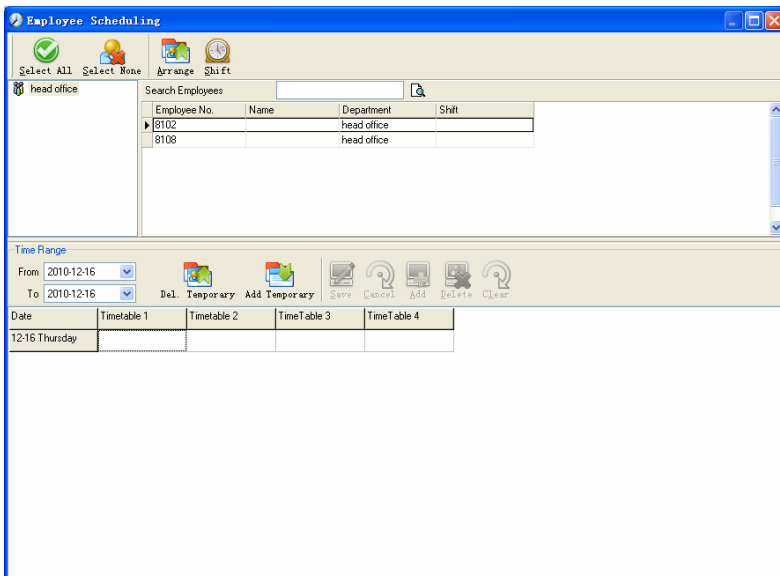 Employee Scheduling
Select All Select None Arrange Shift
head office
Search Employees
Employee No. Name Department Shift
8102 head office
8108 head office
Time Range
From 2010-12-16
To 2010-12-16
Del. Temporary Add Temporary Save Cancel Add Delete Clear
Date Timetable 1 Timetable 2 TimeTable 3 TimeTable 4
12-16 Thursday